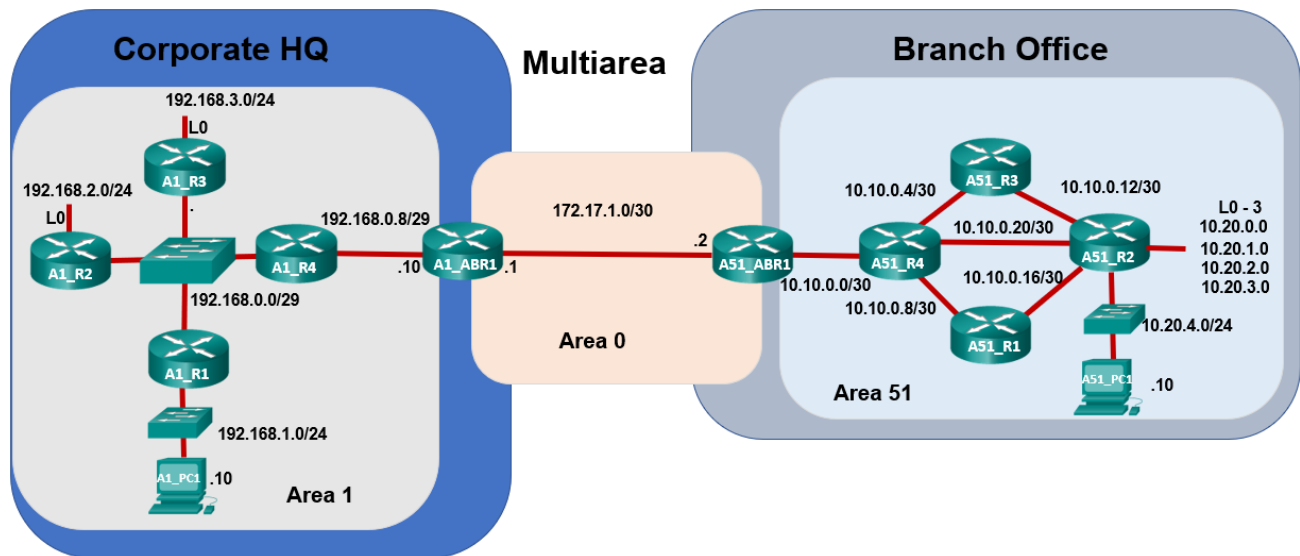 Corporate HQ
Multiarea
Branch Office
192.168.3.0/24
L0
A1_R3
192.168.2.0/24
L0
.
A1_R2
192.168.0.8/29
A1_R4
.10
A1_ABR1
.1
192.168.0.0/29
A1_R1
192.168.1.0/24
A1_PC1
.10
Area 1
172.17.1.0/30
.2
A51_ABR1
Area 0
10.10.0.0/30
A51_R3
10.10.0.4/30
10.10.0.12/30
10.10.0.20/30
A51_R4
A51_R2
10.10.0.16/30
10.10.0.8/30
A51_R1
L0 - 3
10.20.0.0
10.20.1.0
10.20.2.0
10.20.3.0
10.20.4.0/24
A51_PC1
.10
Area 51